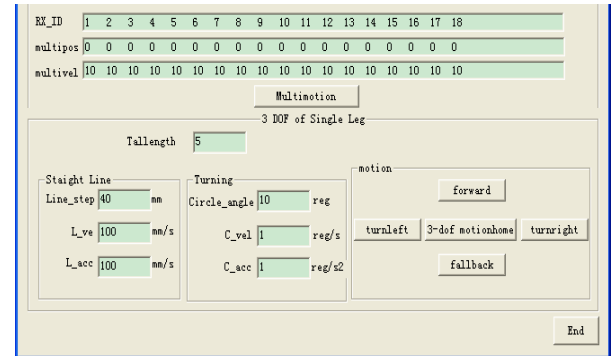 RX_ID 1 2 3 4 5 6 7 8 9 10 11 12 13 14 15 16 17 18
multipos 0 0 0 0 0 0 0 0 0 0 0 0 0 0 0 0 0 0
multivel 10 10 10 10 10 10 10 10 10 10 10 10 10 10 10 10 10 10
Multimotion
3 DOF of Single Leg
Tallength 5
Staight Line
Line_step 40 mm
L_ve 100 mm/s
L_acc 100 mm/s
Turning
Circle_angle 10 reg
C_vel 1 reg/s
C_acc 1 reg/s2
motion
forward
turnleft 3-dof motionhome turnright
fallback
End